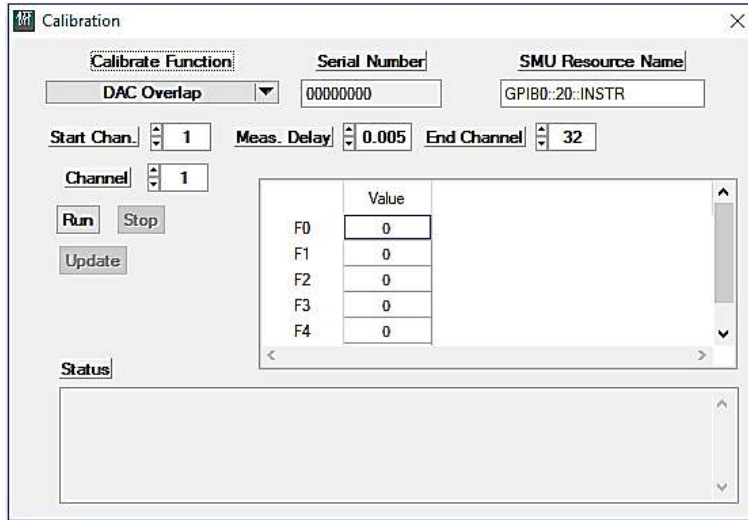 Calibration
Calibrate Function Serial Number SMU Resource Name
DAC Overlap 00000000 GPIB0::20::INSTR
Start Chan. 1 Meas. Delay 0.005 End Channel 32
Channel 1
Value
Run Stop
F0 0
F1 0
Update
F2 0
F3 0
F4 0
Status